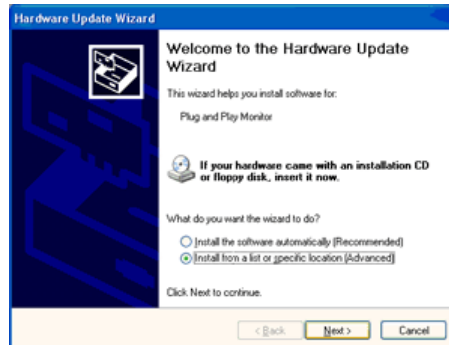 Hardware Update Wizard
Welcome to the Hardware Update
Wizard
This wizard helps you install software for:
Plug and Play Monitor
If your hardware came with an installation CD
or floppy disk, insert it now.
What do you want the wizard to do?
Install the software automatically (Recommended)
Install from a list or specific location (Advanced)
Click Next to continue.
< Back Next > Cancel